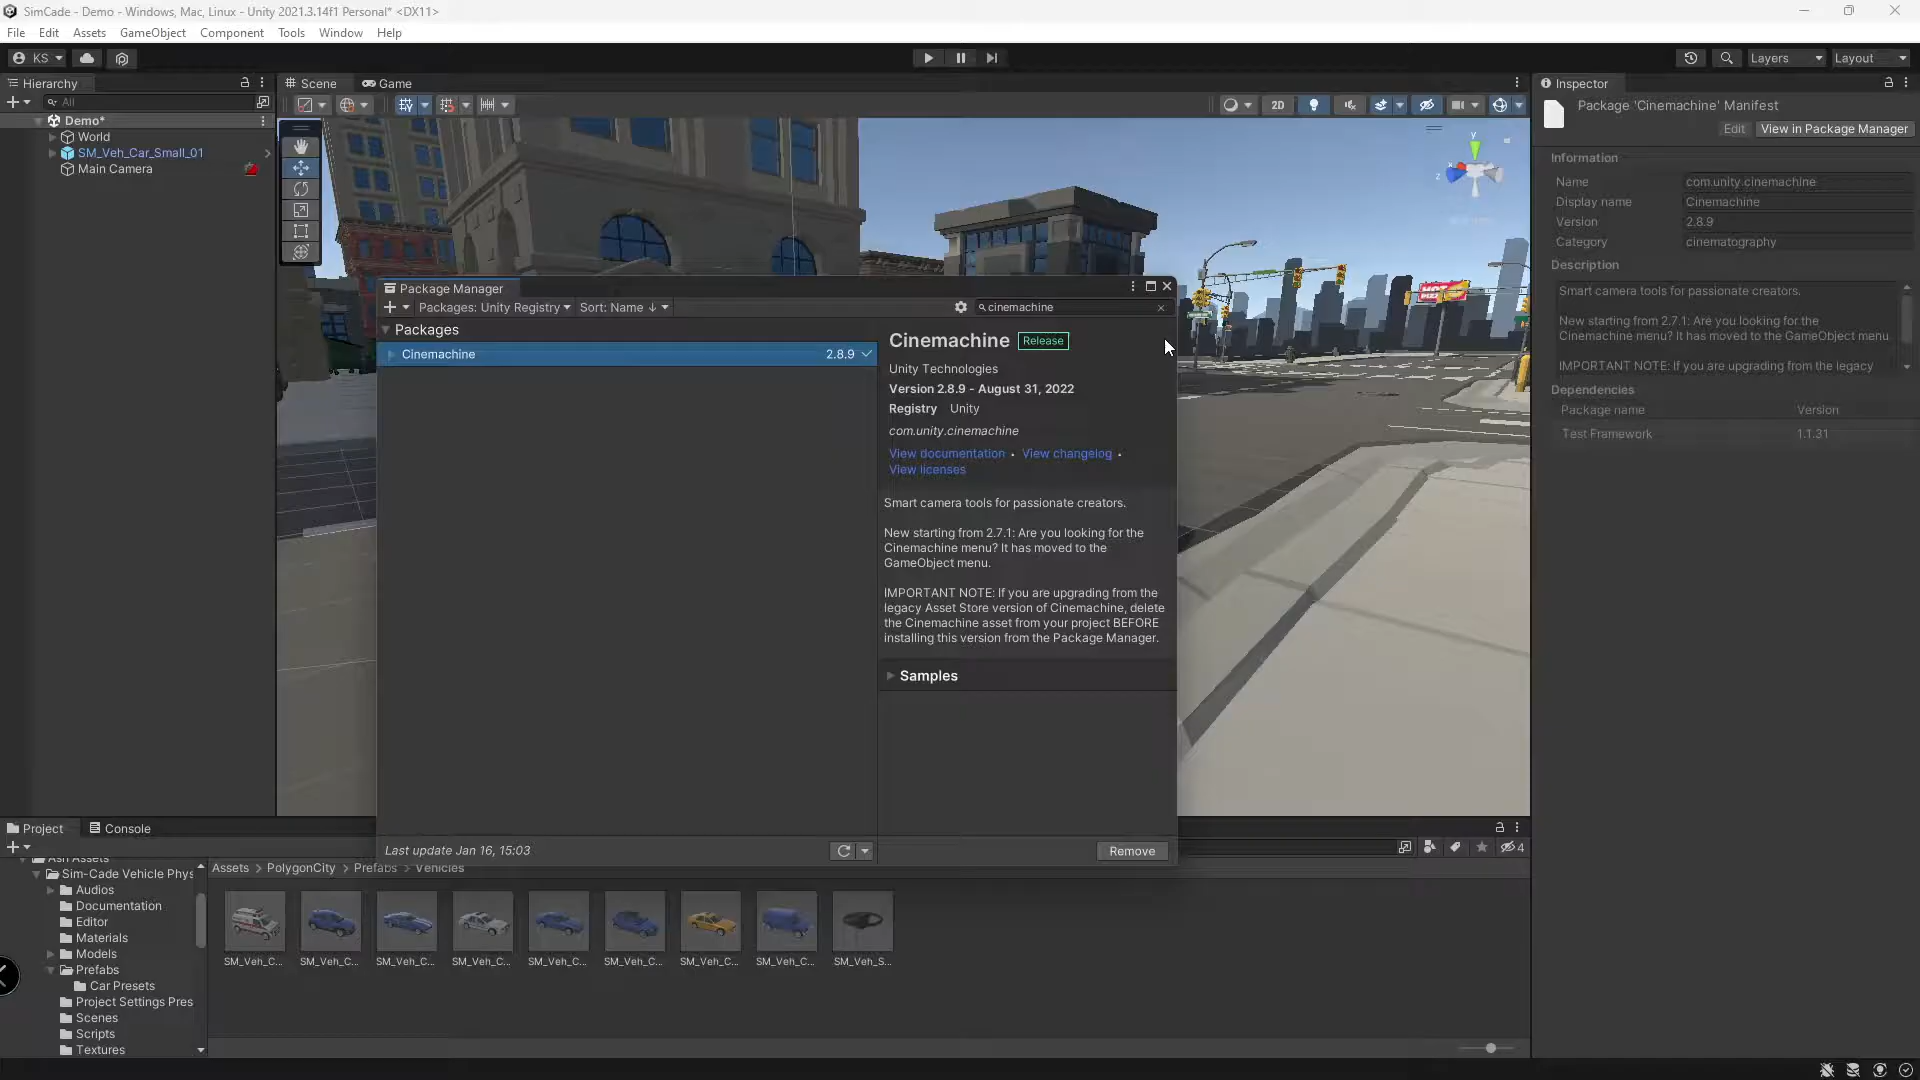 SimCade - Demo - Windows, Mac, Linux - Unity 2021.3.14f1 Personal* <DX11>
File Edit Assets GameObject Component Tools Window Help
KS
Layers
Layout
Hierarchy
All
Demo*
World
SM_Veh_Car_Small_01
Main Camera
Scene
Game
2D
y
x
z
Package Manager
Packages: Unity Registry
Sort: Name ↓
cinemachine
Packages
Cinemachine 2.8.9
Cinemachine Release
Unity Technologies
Version 2.8.9 - August 31, 2022
Registry Unity
com.unity.cinemachine
View documentation • View changelog •
View licenses
Smart camera tools for passionate creators.
New starting from 2.7.1: Are you looking for the
Cinemachine menu? It has moved to the
GameObject menu.
IMPORTANT NOTE: If you are upgrading from the
legacy Asset Store version of Cinemachine, delete
the Cinemachine asset from your project BEFORE
installing this version from the Package Manager.
Samples
Last update Jan 16, 15:03
Remove
Inspector
Package 'Cinemachine' Manifest
Edit View in Package Manager
Information
Name com.unity.cinemachine
Display name Cinemachine
Version 2.8.9
Category cinematography
Description
Smart camera tools for passionate creators.
New starting from 2.7.1: Are you looking for the
Cinemachine menu? It has moved to the GameObject menu
IMPORTANT NOTE: If you are upgrading from the legacy
Dependencies
Package name Version
Test Framework 1.1.31
Project
Console
4
Ash Assets
Sim-Cade Vehicle Phys
Audios
Documentation
Editor
Materials
Models
Prefabs
Car Presets
Project Settings Pres
Scenes
Scripts
Textures
Assets > PolygonCity > Prefabs > Vehicles
SM_Veh_C... SM_Veh_C... SM_Veh_C... SM_Veh_C... SM_Veh_C... SM_Veh_C... SM_Veh_C... SM_Veh_C... SM_Veh_S...